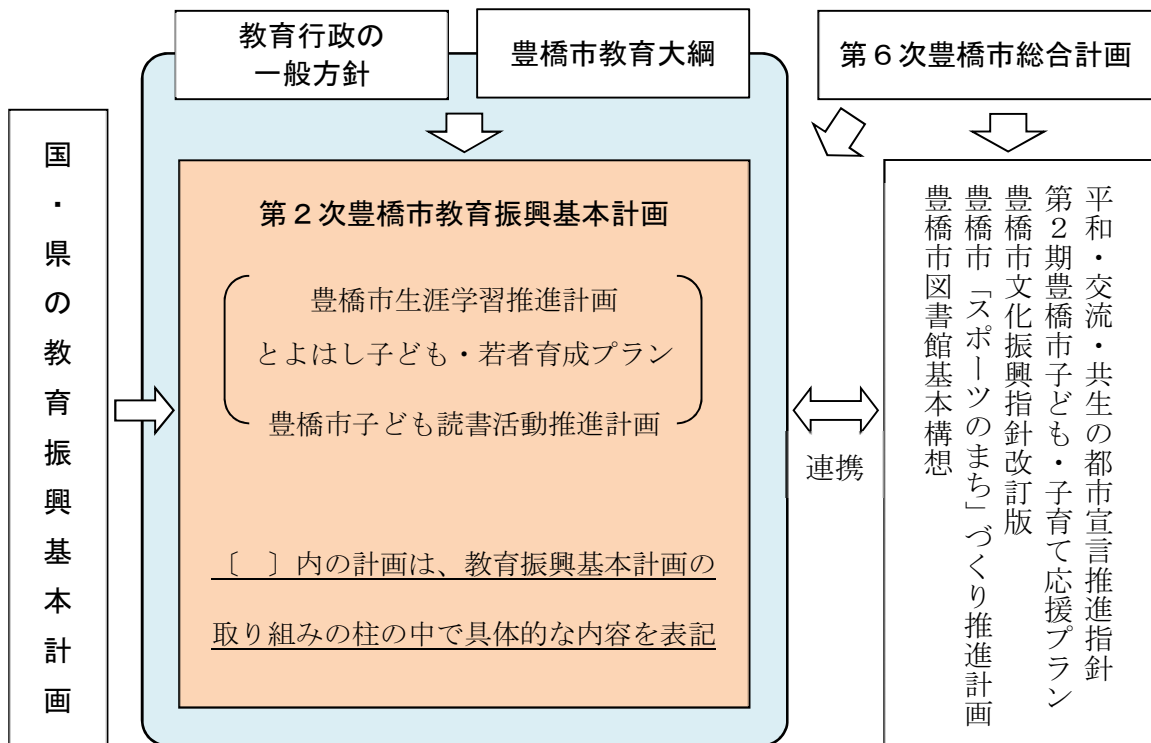 教育行政の
一般方針
豊橋市教育大綱
第6次豊橋市総合計画
国・県の教育振興基本計画
第2次豊橋市教育振興基本計画
豊橋市生涯学習推進計画
とよはし子ども・若者育成プラン
豊橋市子ども読書活動推進計画
〔　〕内の計画は、教育振興基本計画の
取り組みの柱の中で具体的な内容を表記
連携
平和・交流・共生の都市宣言推進指針
第2期豊橋市子ども・子育て応援プラン
豊橋市文化振興指針改訂版
豊橋市「スポーツのまち」づくり推進計画
豊橋市図書館基本構想